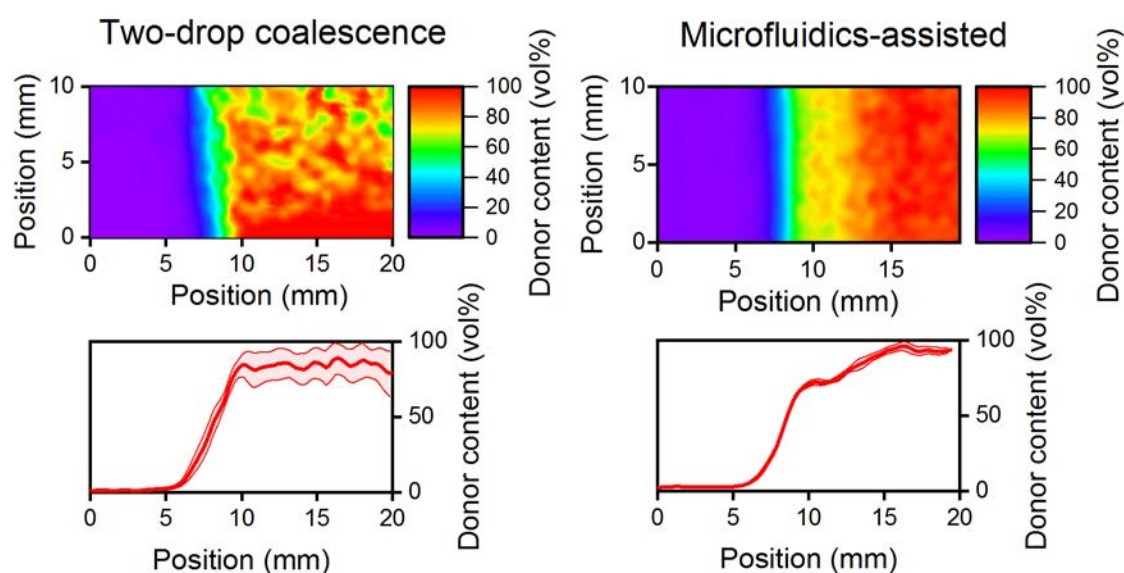 Two-drop coalescence
Position (mm)
10
5
0
0 5 10 15 20
Position (mm)
100
80
60
40
20
0
Donor content (vol%)
Microfluidics-assisted
Position (mm)
10
5
0
0 5 10 15
Position (mm)
100
80
60
40
20
0
Donor content (vol%)
100
50
0
Donor content (vol%)
0 5 10 15 20
Position (mm)
100
50
0
Donor content (vol%)
0 5 10 15 20
Position (mm)